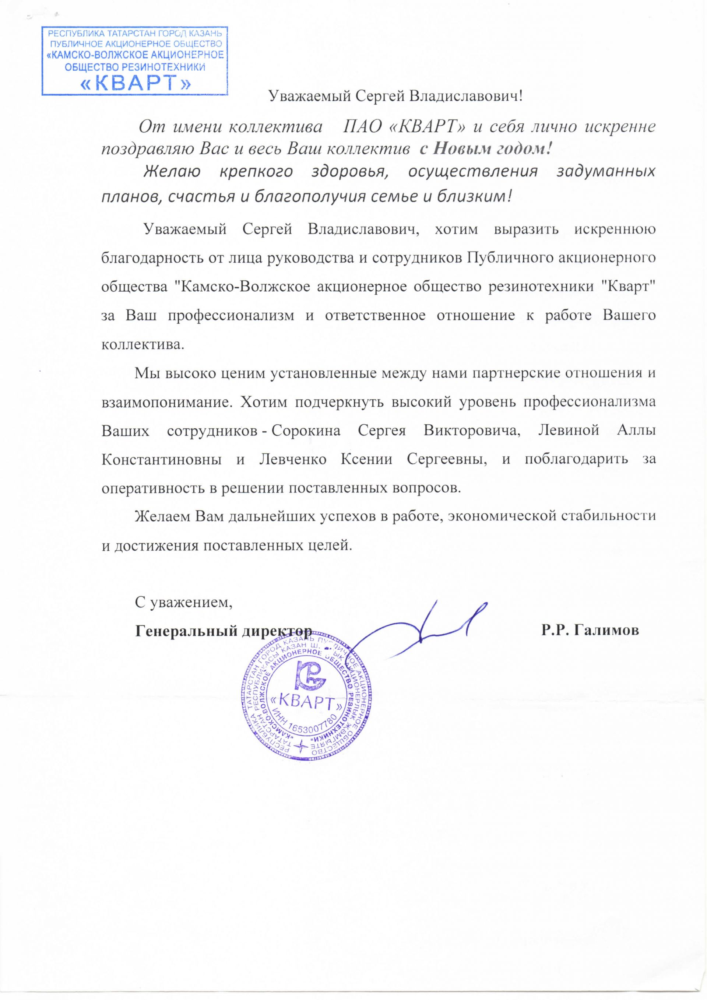 РЕСПУБЛИКА ТАТАРСТАН ГОРОД КАЗАНЬ
ПУБЛИЧНОЕ АКЦИОНЕРНОЕ ОБЩЕСТВО
«КАМСКО-ВОЛЖСКОЕ АКЦИОНЕРНОЕ
ОБЩЕСТВО РЕЗИНОТЕХНИКИ
«КВАРТ»
Уважаемый Сергей Владиславович!
От имени коллектива ПАО «КВАРТ» и себя лично искренне
поздравляю Вас и весь Ваш коллектив с Новым годом!
Желаю крепкого здоровья, осуществления задуманных
планов, счастья и благополучия семье и близким!
Уважаемый Сергей Владиславович, хотим выразить искреннюю
благодарность от лица руководства и сотрудников Публичного акционерного
общества "Камско-Волжское акционерное общество резинотехники "Кварт"
за Ваш профессионализм и ответственное отношение к работе Вашего
коллектива.
Мы высоко ценим установленные между нами партнерские отношения и
взаимопонимание. Хотим подчеркнуть высокий уровень профессионализма
Ваших сотрудников - Сорокина Сергея Викторовича, Левиной Аллы
Константиновны и Левченко Ксении Сергеевны, и поблагодарить за
оперативность в решении поставленных вопросов.
Желаем Вам дальнейших успехов в работе, экономической стабильности
и достижения поставленных целей.
С уважением,
Генеральный директор Р.Р. Галимов
РЕСПУБЛИКА ТАТАРСТАН ГОРОД КАЗАНЬ ПУБЛИЧНОЕ АКЦИОНЕРНОЕ ОБЩЕСТВО
ТАТАРСТАН РЕСПУБЛИКАСЫ КАЗАН Ш. АКЦИОНЕРЛЫК ҖӘМГЫЯТЕ
«КАМСКО-ВОЛЖСКОЕ АКЦИОНЕРНОЕ ОБЩЕСТВО РЕЗИНОТЕХНИКИ»
«КВАРТ»
ИНН 1653007780